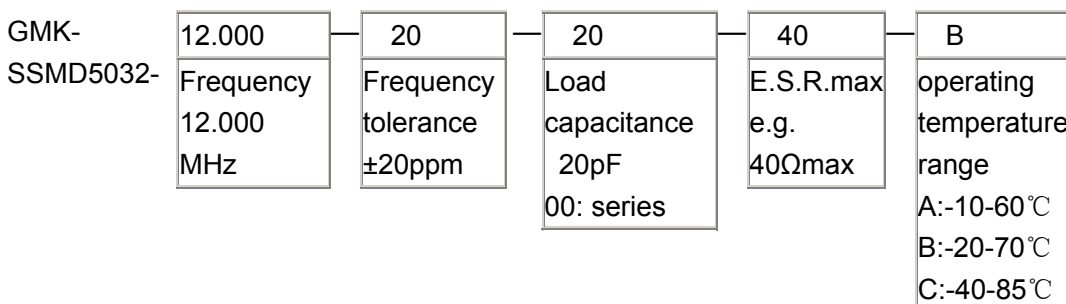 GMK-
SSMD5032-
12.000 — 20 — 20 — 40 — B
Frequency
12.000
MHz
Frequency
tolerance
±20ppm
Load
capacitance
20pF
00: series
E.S.R.max
e.g.
40Ωmax
operating
temperature
range
A:-10-60℃
B:-20-70℃
C:-40-85℃